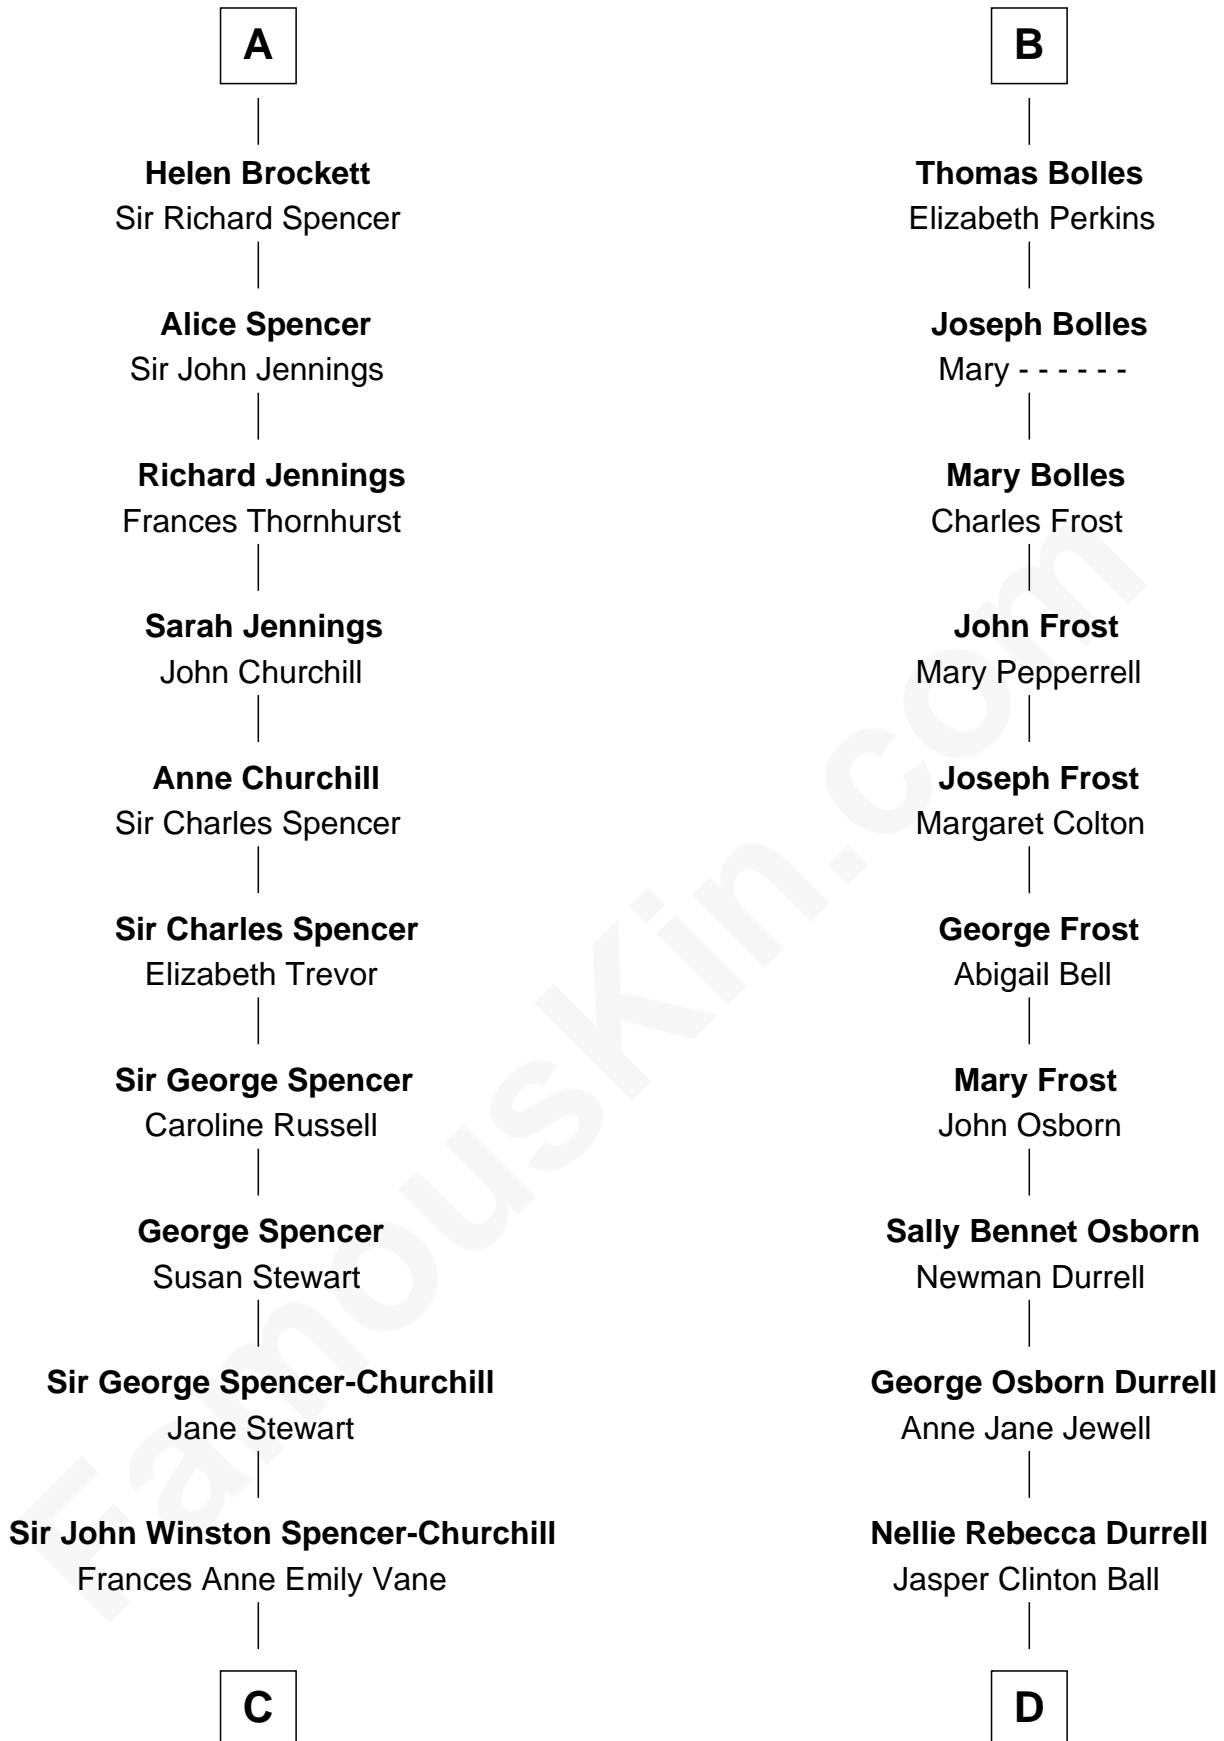 A
Helen Brockett
Sir Richard Spencer
Alice Spencer
Sir John Jennings
Richard Jennings
Frances Thornhurst
Sarah Jennings
John Churchill
Anne Churchill
Sir Charles Spencer
Sir Charles Spencer
Elizabeth Trevor
Sir George Spencer
Caroline Russell
George Spencer
Susan Stewart
Sir George Spencer-Churchill
Jane Stewart
Sir John Winston Spencer-Churchill
Frances Anne Emily Vane
C
B
Thomas Bolles
Elizabeth Perkins
Joseph Bolles
Mary - - - - - -
Mary Bolles
Charles Frost
John Frost
Mary Pepperrell
Joseph Frost
Margaret Colton
George Frost
Abigail Bell
Mary Frost
John Osborn
Sally Bennet Osborn
Newman Durrell
George Osborn Durrell
Anne Jane Jewell
Nellie Rebecca Durrell
Jasper Clinton Ball
D
FamousKin.com